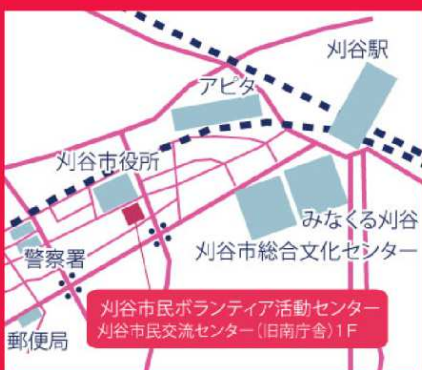 刈谷駅
アピタ
刈谷市役所
みなくる刈谷
刈谷市総合文化センター
警察署
刈谷市民ボランティア活動センター
刈谷市民交流センター（旧南庁舎）1F
郵便局